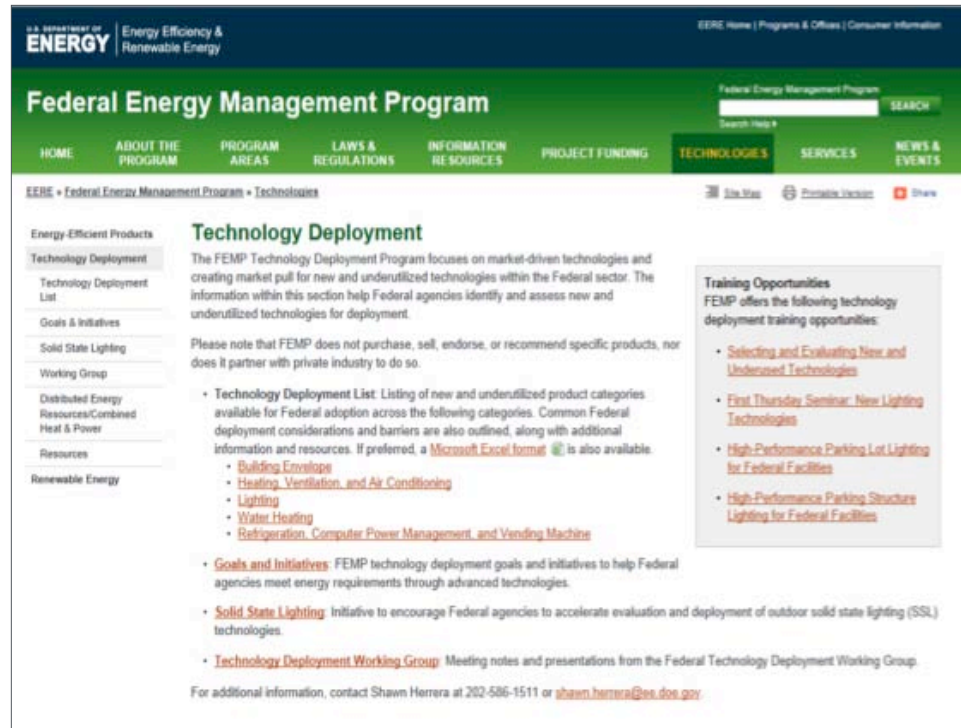 U.S. DEPARTMENT OF
ENERGY
Energy Efficiency &
Renewable Energy
EERE Home | Programs & Offices | Consumer Information
Federal Energy Management Program
Federal Energy Management Program
SEARCH
Search Help
HOME
ABOUT THE
PROGRAM
PROGRAM
AREAS
LAWS &
REGULATIONS
INFORMATION
RESOURCES
PROJECT FUNDING
TECHNOLOGIES
SERVICES
NEWS &
EVENTS
EERE » Federal Energy Management Program » Technologies
Site Map
Printable Version
Share
Energy-Efficient Products
Technology Deployment
Technology Deployment
List
Goals & Initiatives
Solid State Lighting
Working Group
Distributed Energy
Resources/Combined
Heat & Power
Resources
Renewable Energy
Technology Deployment
The FEMP Technology Deployment Program focuses on market-driven technologies and
creating market pull for new and underutilized technologies within the Federal sector. The
information within this section help Federal agencies identify and assess new and
underutilized technologies for deployment.
Please note that FEMP does not purchase, sell, endorse, or recommend specific products, nor
does it partner with private industry to do so.
• Technology Deployment List: Listing of new and underutilized product categories
available for Federal adoption across the following categories. Common Federal
deployment considerations and barriers are also outlined, along with additional
information and resources. If preferred, a Microsoft Excel format is also available.
• Building Envelope
• Heating, Ventilation, and Air Conditioning
• Lighting
• Water Heating
• Refrigeration, Computer Power Management, and Vending Machine
• Goals and Initiatives: FEMP technology deployment goals and initiatives to help Federal
agencies meet energy requirements through advanced technologies.
• Solid State Lighting: Initiative to encourage Federal agencies to accelerate evaluation and deployment of outdoor solid state lighting (SSL)
technologies.
• Technology Deployment Working Group: Meeting notes and presentations from the Federal Technology Deployment Working Group.
For additional information, contact Shawn Herrera at 202-586-1511 or shawn.herrera@ee.doe.gov.
Training Opportunities
FEMP offers the following technology
deployment training opportunities:
• Selecting and Evaluating New and
Underused Technologies
• First Thursday Seminar: New Lighting
Technologies
• High-Performance Parking Lot Lighting
for Federal Facilities
• High-Performance Parking Structure
Lighting for Federal Facilities